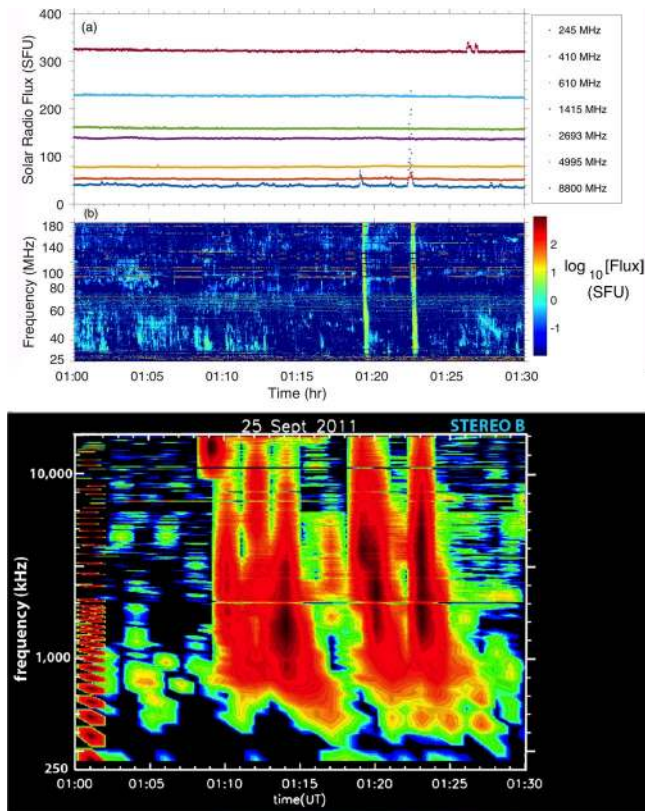 (a)
Solar Radio Flux (SFU)
400
300
200
100
0
245 MHz
410 MHz
610 MHz
1415 MHz
2693 MHz
4995 MHz
8800 MHz
(b)
Frequency (MHz)
180
140
100
80
60
40
25
01:00 01:05 01:10 01:15 01:20 01:25 01:30
Time (hr)
2
1
0
-1
log10[Flux]
(SFU)
25 Sept 2011
STEREO B
frequency (kHz)
10,000
1,000
250
01:00 01:05 01:10 01:15 01:20 01:25 01:30
time(UT)